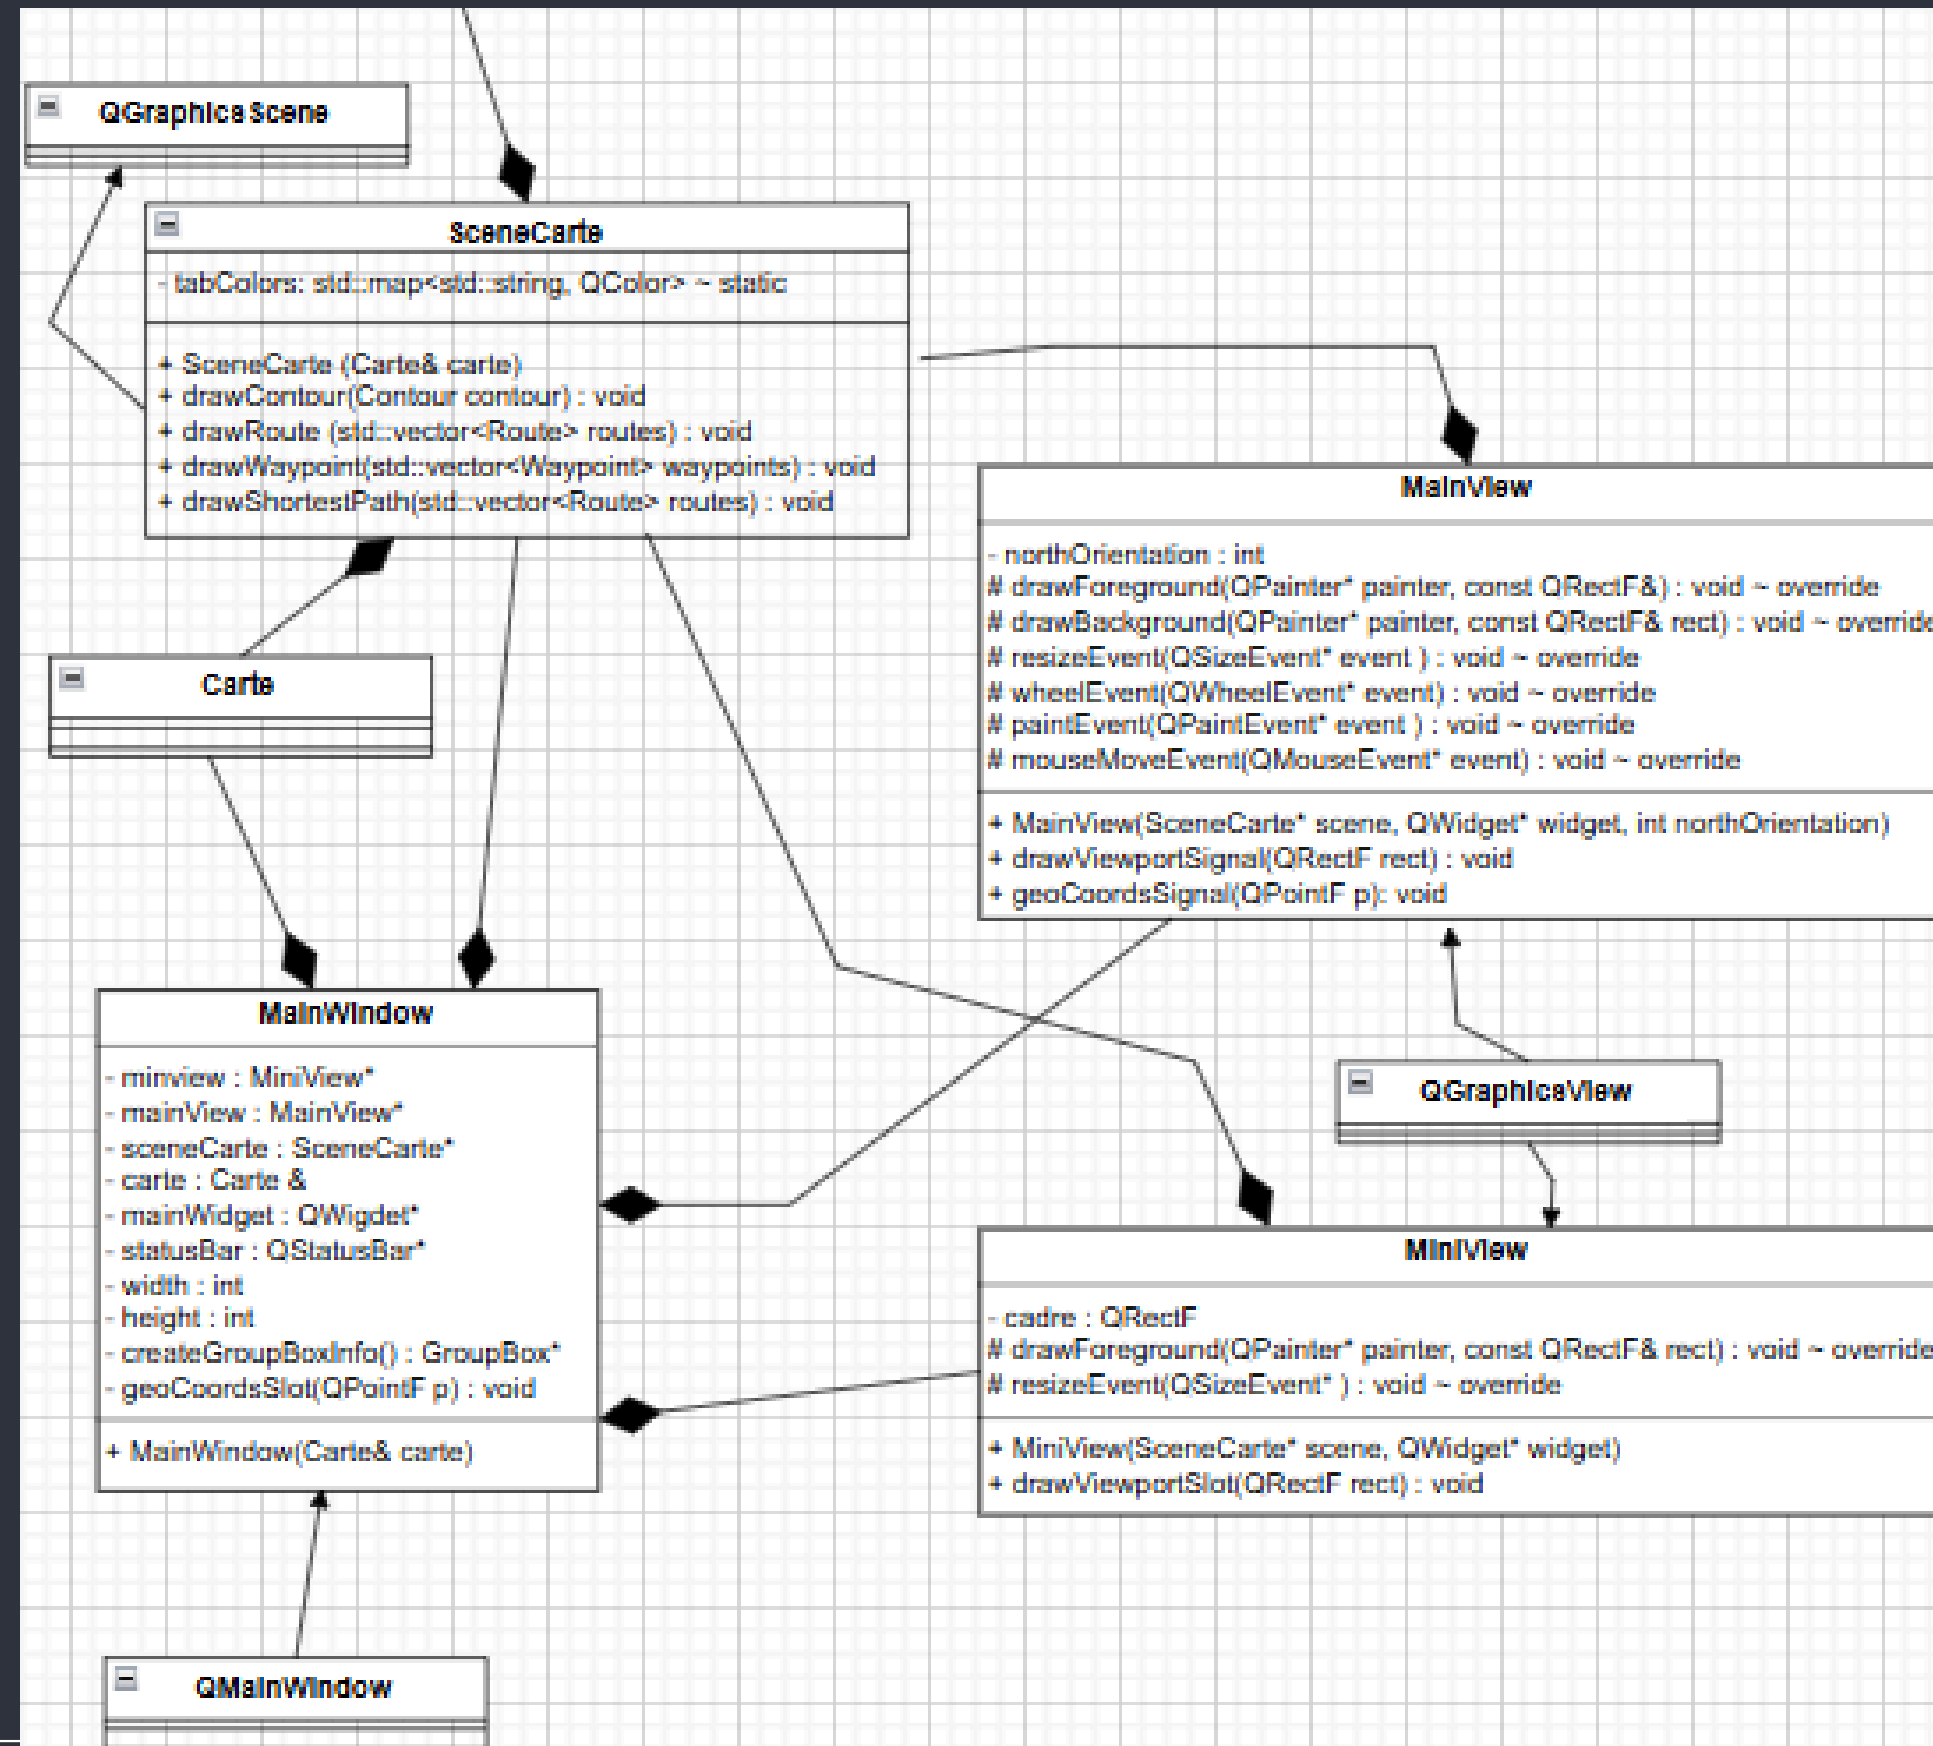 QGraphicsScene
SceneCarte
- tabColors: std::map<std::string, QColor> ~ static
+ SceneCarte (Carte& carte)
+ drawContour(Contour contour) : void
+ drawRoute (std::vector<Route> routes) : void
+ drawWaypoint(std::vector<Waypoint> waypoints) : void
+ drawShortestPath(std::vector<Route> routes) : void
MainView
- northOrientation : int
# drawForeground(QPainter* painter, const QRectF&) : void ~ override
# drawBackground(QPainter* painter, const QRectF& rect) : void ~ override
# resizeEvent(QSizeEvent* event ) : void ~ override
# wheelEvent(QWheelEvent* event) : void ~ override
# paintEvent(QPaintEvent* event ) : void ~ override
# mouseMoveEvent(QMouseEvent* event) : void ~ override
+ MainView(SceneCarte* scene, QWidget* widget, int northOrientation)
+ drawViewportSignal(QRectF rect) : void
+ geoCoordsSignal(QPointF p): void
Carte
MainWindow
- minview : MiniView*
- mainView : MainView*
- sceneCarte : SceneCarte*
- carte : Carte &
- mainWidget : QWigdet*
- statusBar : QStatusBar*
- width : int
- height : int
- createGroupBoxInfo() : GroupBox*
- geoCoordsSlot(QPointF p) : void
+ MainWindow(Carte& carte)
QGraphicsView
MiniView
- cadre : QRectF
# drawForeground(QPainter* painter, const QRectF& rect) : void ~ override
# resizeEvent(QSizeEvent* ) : void ~ override
+ MiniView(SceneCarte* scene, QWidget* widget)
+ drawViewportSlot(QRectF rect) : void
QMainWindow